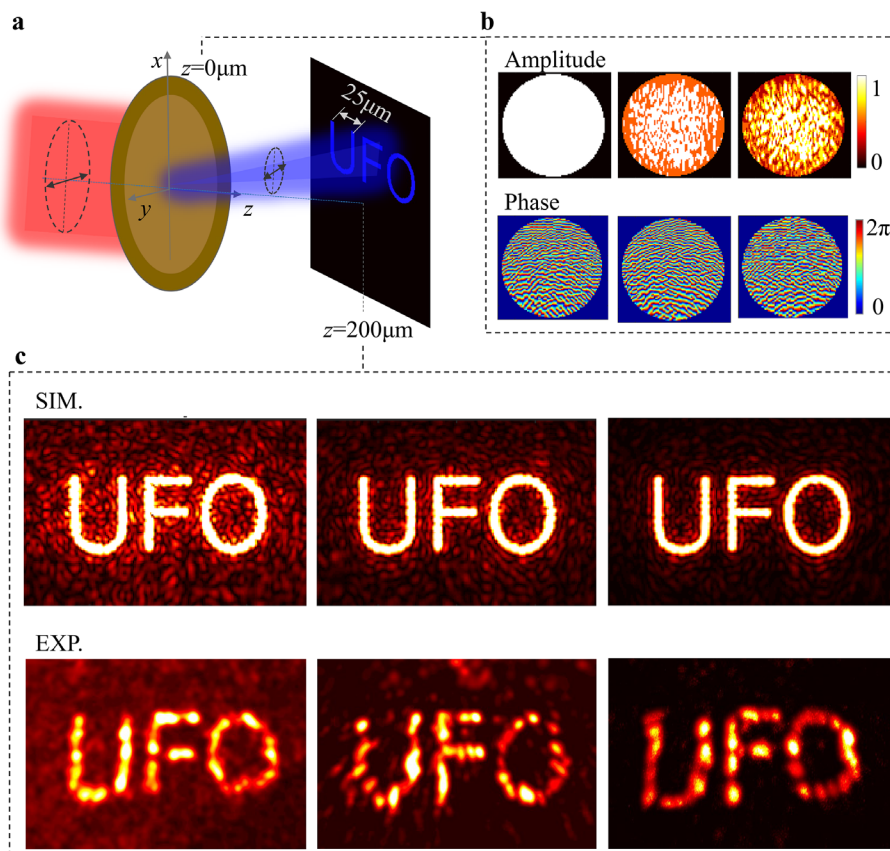 a
x
z=0μm
25μm
UFO
y
z
z=200μm
b
Amplitude
1
0
Phase
2π
0
c
SIM.
UFO
UFO
UFO
EXP.
UFO
UFO
UFO